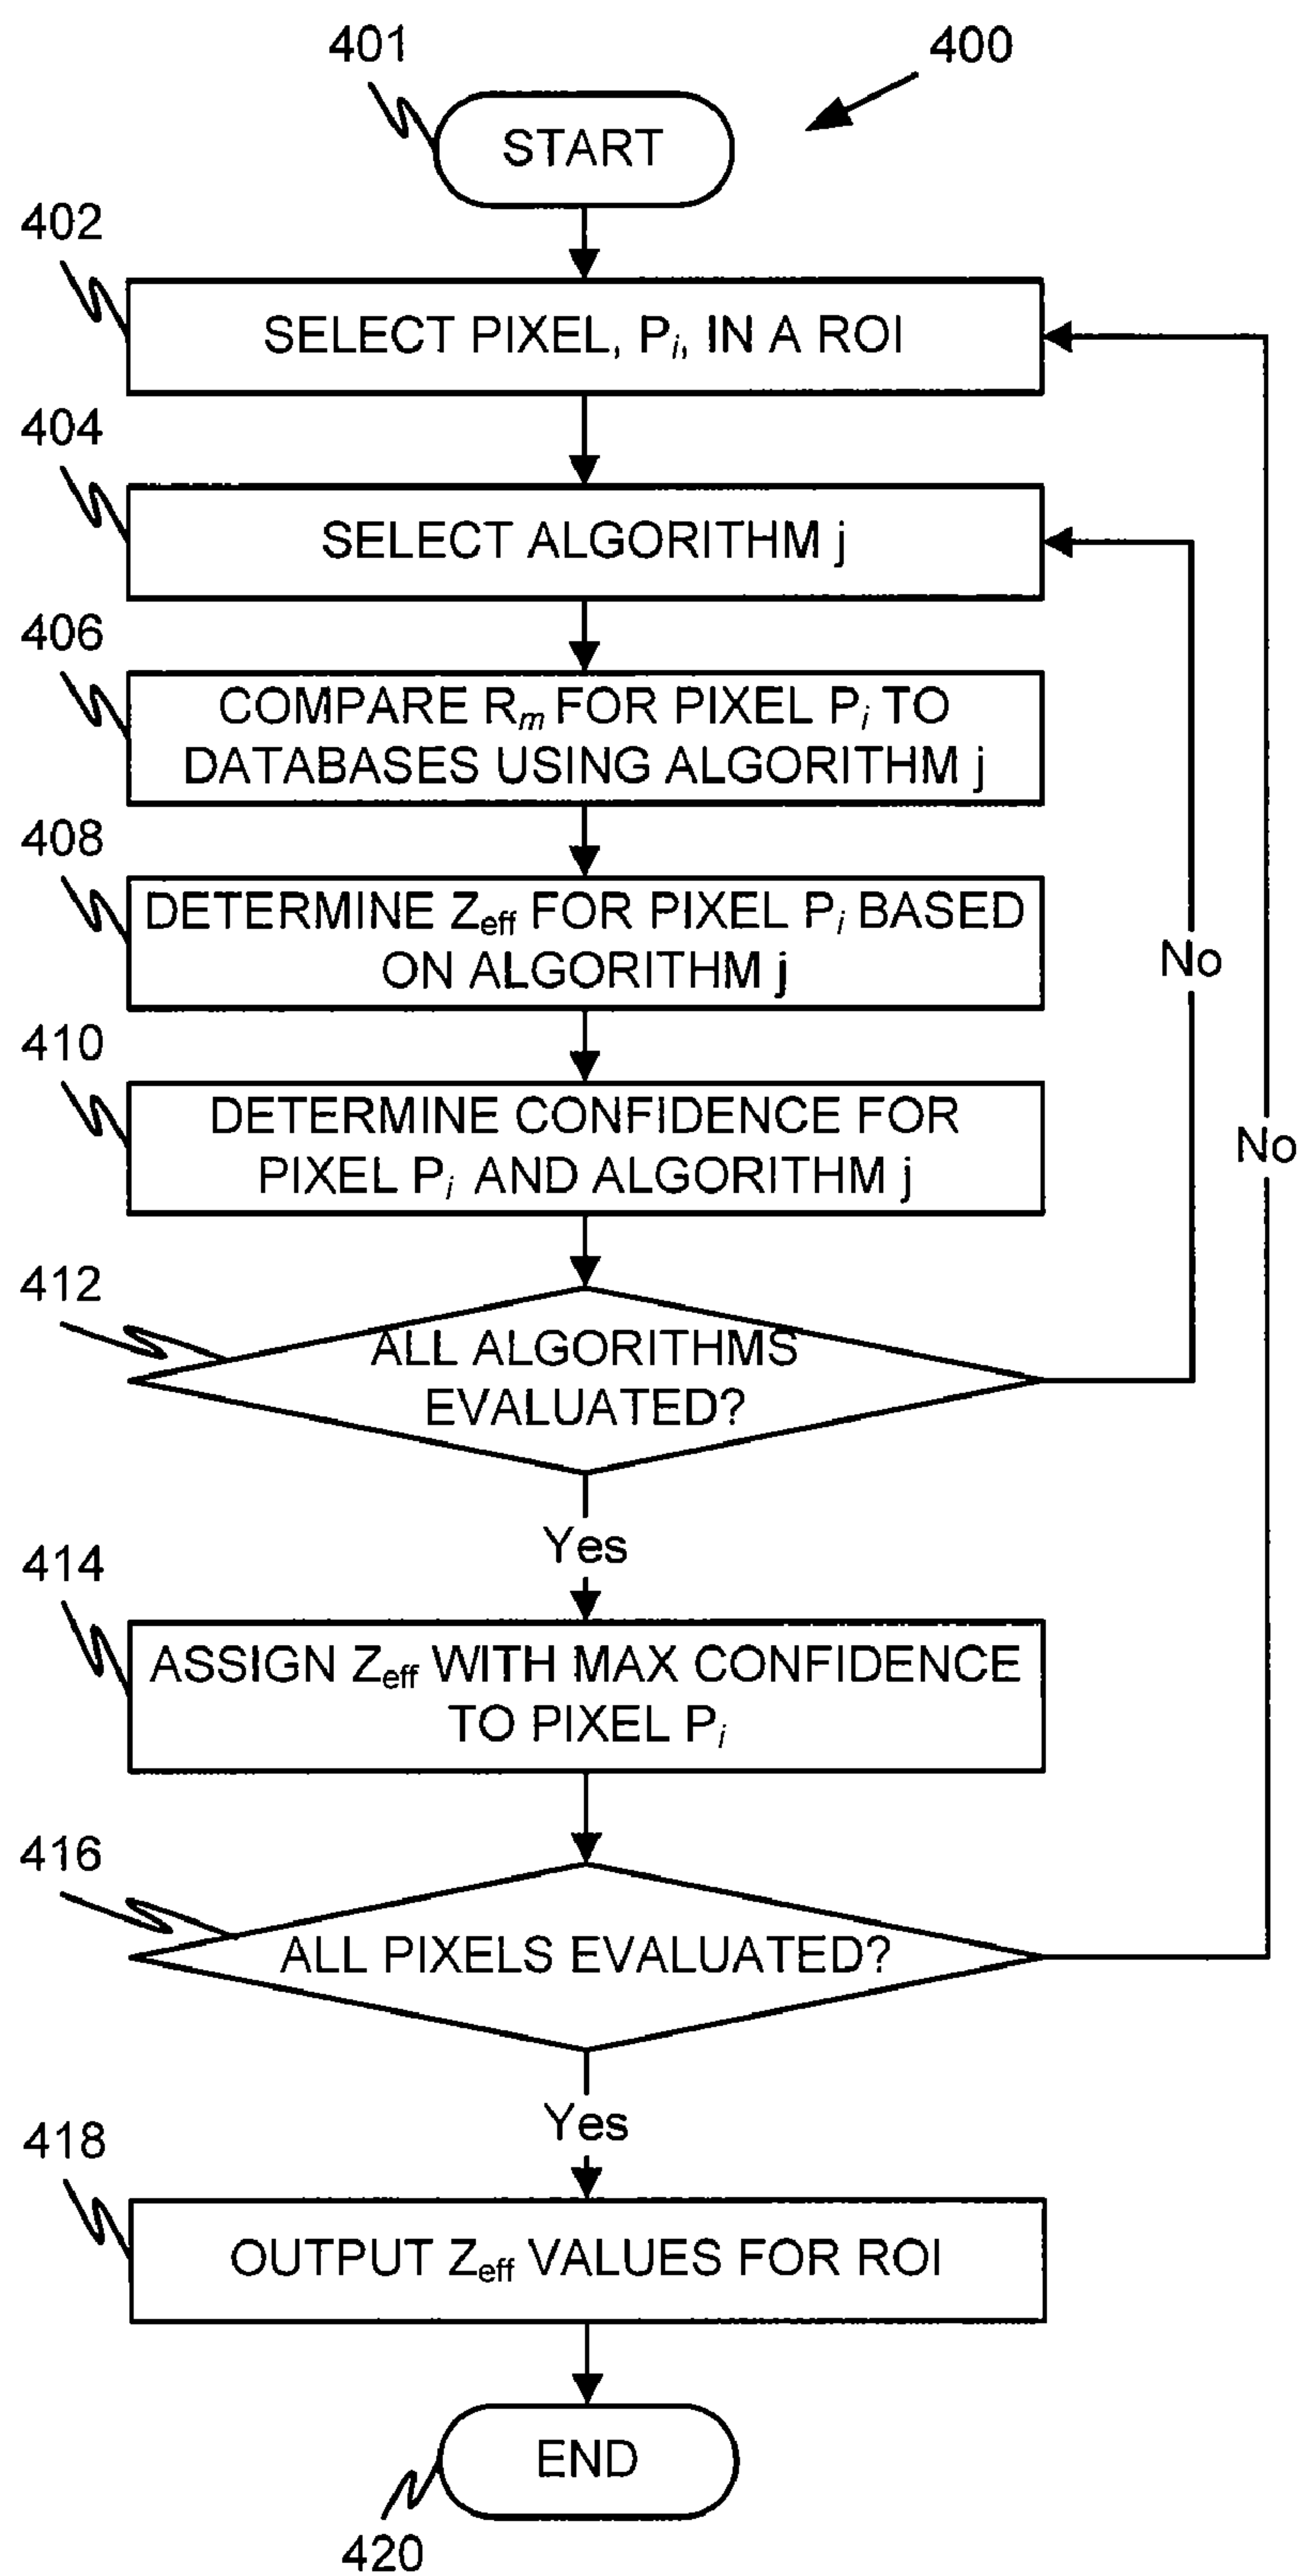 401
400
START
402
SELECT PIXEL, Pi, IN A ROI
404
SELECT ALGORITHM j
406
COMPARE Rm FOR PIXEL Pi TO
DATABASES USING ALGORITHM j
408
DETERMINE Zeff FOR PIXEL Pi BASED
ON ALGORITHM j
No
410
DETERMINE CONFIDENCE FOR
PIXEL Pi AND ALGORITHM j
No
412
ALL ALGORITHMS
EVALUATED?
Yes
414
ASSIGN Zeff WITH MAX CONFIDENCE
TO PIXEL Pi
416
ALL PIXELS EVALUATED?
Yes
418
OUTPUT Zeff VALUES FOR ROI
END
420